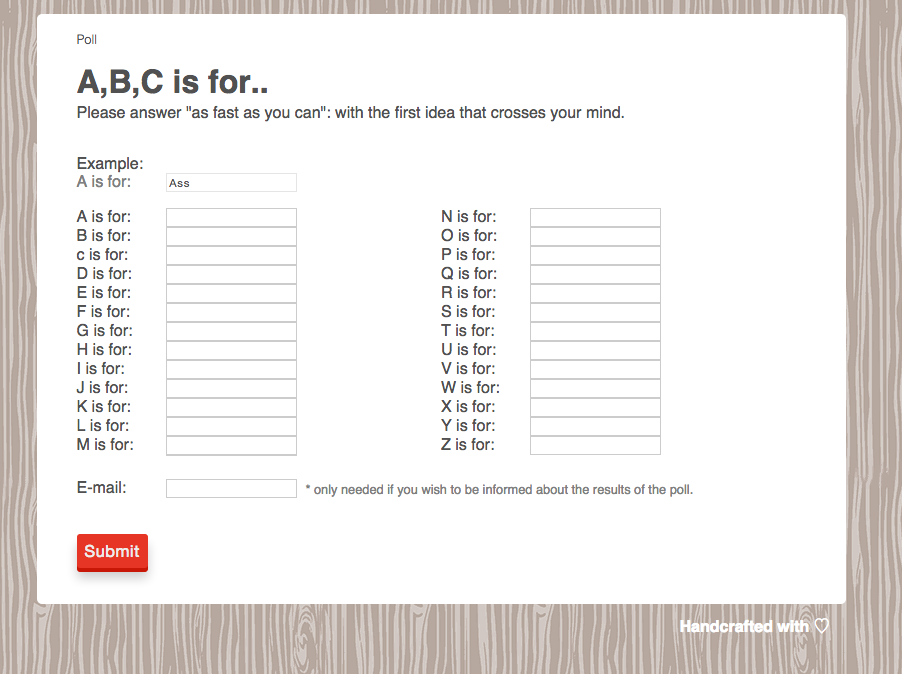 Poll
A,B,C is for..
Please answer "as fast as you can": with the first idea that crosses your mind.
Example:
A is for: Ass
A is for:
B is for:
c is for:
D is for:
E is for:
F is for:
G is for:
H is for:
I is for:
J is for:
K is for:
L is for:
M is for:
N is for:
O is for:
P is for:
Q is for:
R is for:
S is for:
T is for:
U is for:
V is for:
W is for:
X is for:
Y is for:
Z is for:
E-mail: * only needed if you wish to be informed about the results of the poll.
Submit
Handcrafted with ♡